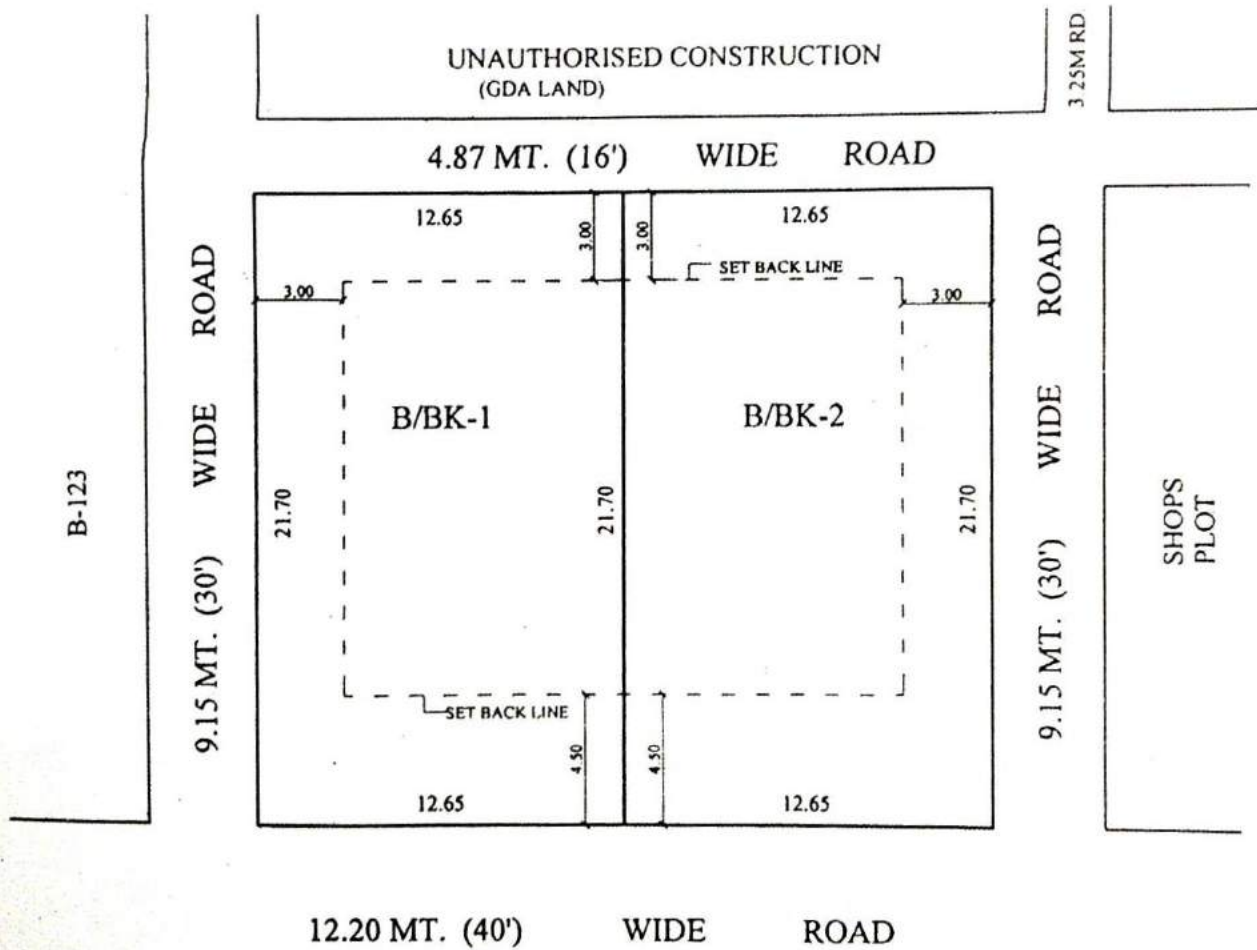 UNAUTHORISED CONSTRUCTION
(GDA LAND)
3 25M RD
4.87 MT. (16') WIDE ROAD
12.65
12.65
3.00
3.00
SET BACK LINE
3.00
3.00
9.15 MT. (30') WIDE ROAD
9.15 MT. (30') WIDE ROAD
B/BK-1
B/BK-2
B-123
21.70
21.70
21.70
SHOPS
PLOT
SET BACK LINE
4.50
4.50
12.65
12.65
12.20 MT. (40') WIDE ROAD